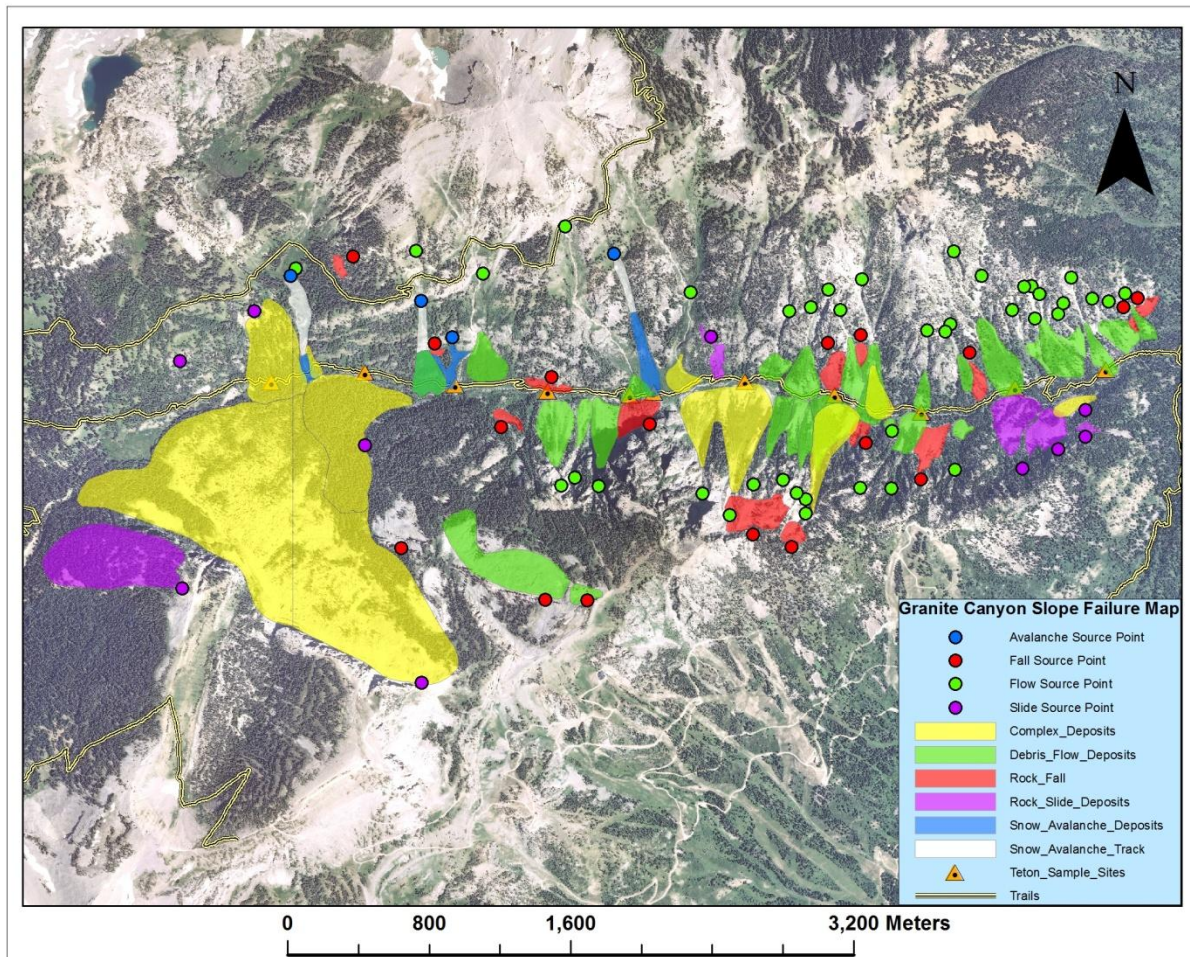 N
Granite Canyon Slope Failure Map
Avalanche Source Point
Fall Source Point
Flow Source Point
Slide Source Point
Complex_Deposits
Debris_Flow_Deposits
Rock_Fall
Rock_Slide_Deposits
Snow_Avalanche_Deposits
Snow_Avalanche_Track
Teton_Sample_Sites
Trails
0 800 1,600 3,200 Meters